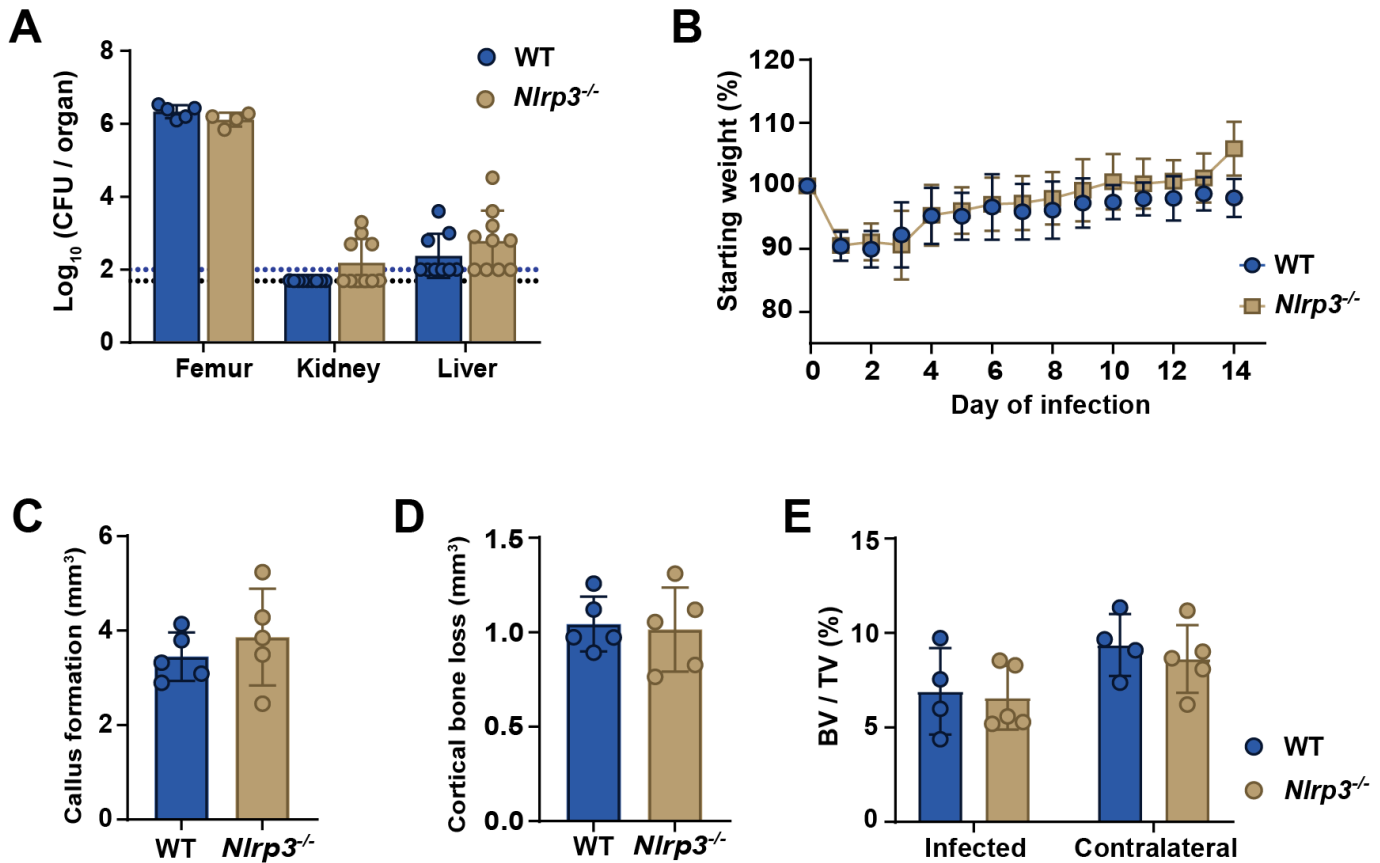 A
Log₁₀ (CFU / organ)
8
6
4
2
0
Femur
Kidney
Liver
WT
Nlrp3⁻/⁻
B
Starting weight (%)
120
110
100
90
80
0
2
4
6
8
10
12
14
Day of infection
WT
Nlrp3⁻/⁻
C
Callus formation (mm³)
6
4
2
0
WT
Nlrp3⁻/⁻
D
Cortical bone loss (mm³)
1.5
1.0
0.5
0.0
WT
Nlrp3⁻/⁻
E
BV / TV (%)
15
10
5
0
Infected
Contralateral
WT
Nlrp3⁻/⁻